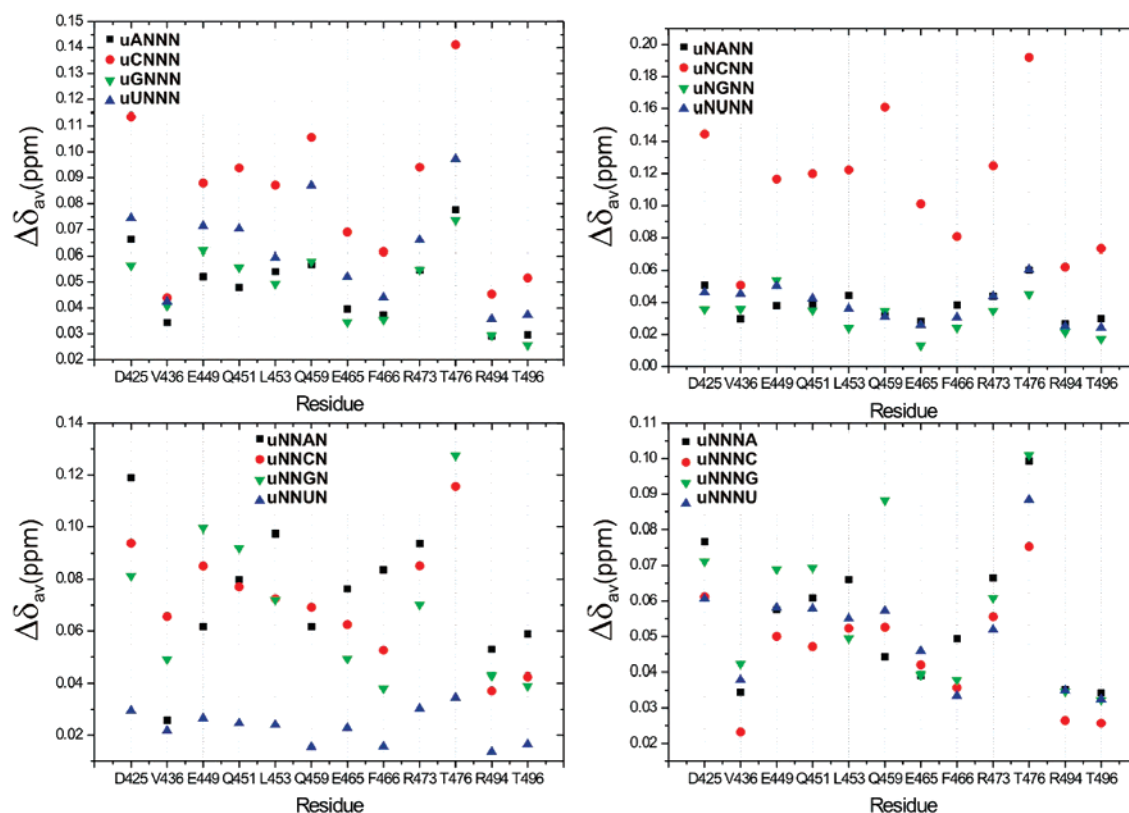 0.15
0.14
0.13
0.12
0.11
0.10
0.09
0.08
0.07
0.06
0.05
0.04
0.03
0.02
Δδav(ppm)
uANNN
uCNNN
uGNNN
uUNNN
D425 V436 E449 Q451 L453 Q459 E465 F466 R473 T476 R494 T496
Residue
0.20
0.18
0.16
0.14
0.12
0.10
0.08
0.06
0.04
0.02
0.00
Δδav(ppm)
uNANN
uNCNN
uNGNN
uNUNN
D425 V436 E449 Q451 L453 Q459 E465 F466 R473 T476 R494 T496
Residue
0.14
0.12
0.10
0.08
0.06
0.04
0.02
Δδav(ppm)
uNNAN
uNNCN
uNNGN
uNNUN
D425 V436 E449 Q451 L453 Q459 E465 F466 R473 T476 R494 T496
Residue
0.11
0.10
0.09
0.08
0.07
0.06
0.05
0.04
0.03
0.02
Δδav(ppm)
uNNNA
uNNNC
uNNNG
uNNNU
D425 V436 E449 Q451 L453 Q459 E465 F466 R473 T476 R494 T496
Residue